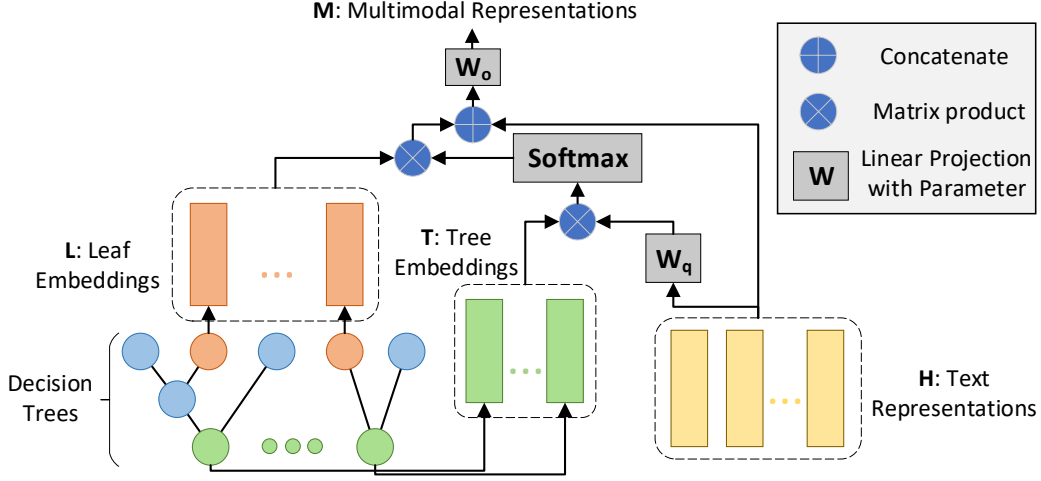 M: Multimodal Representations
Wo
Concatenate
Matrix product
W
Linear Projection
with Parameter
Softmax
L: Leaf
Embeddings
T: Tree
Embeddings
Wq
Decision
Trees
H: Text
Representations